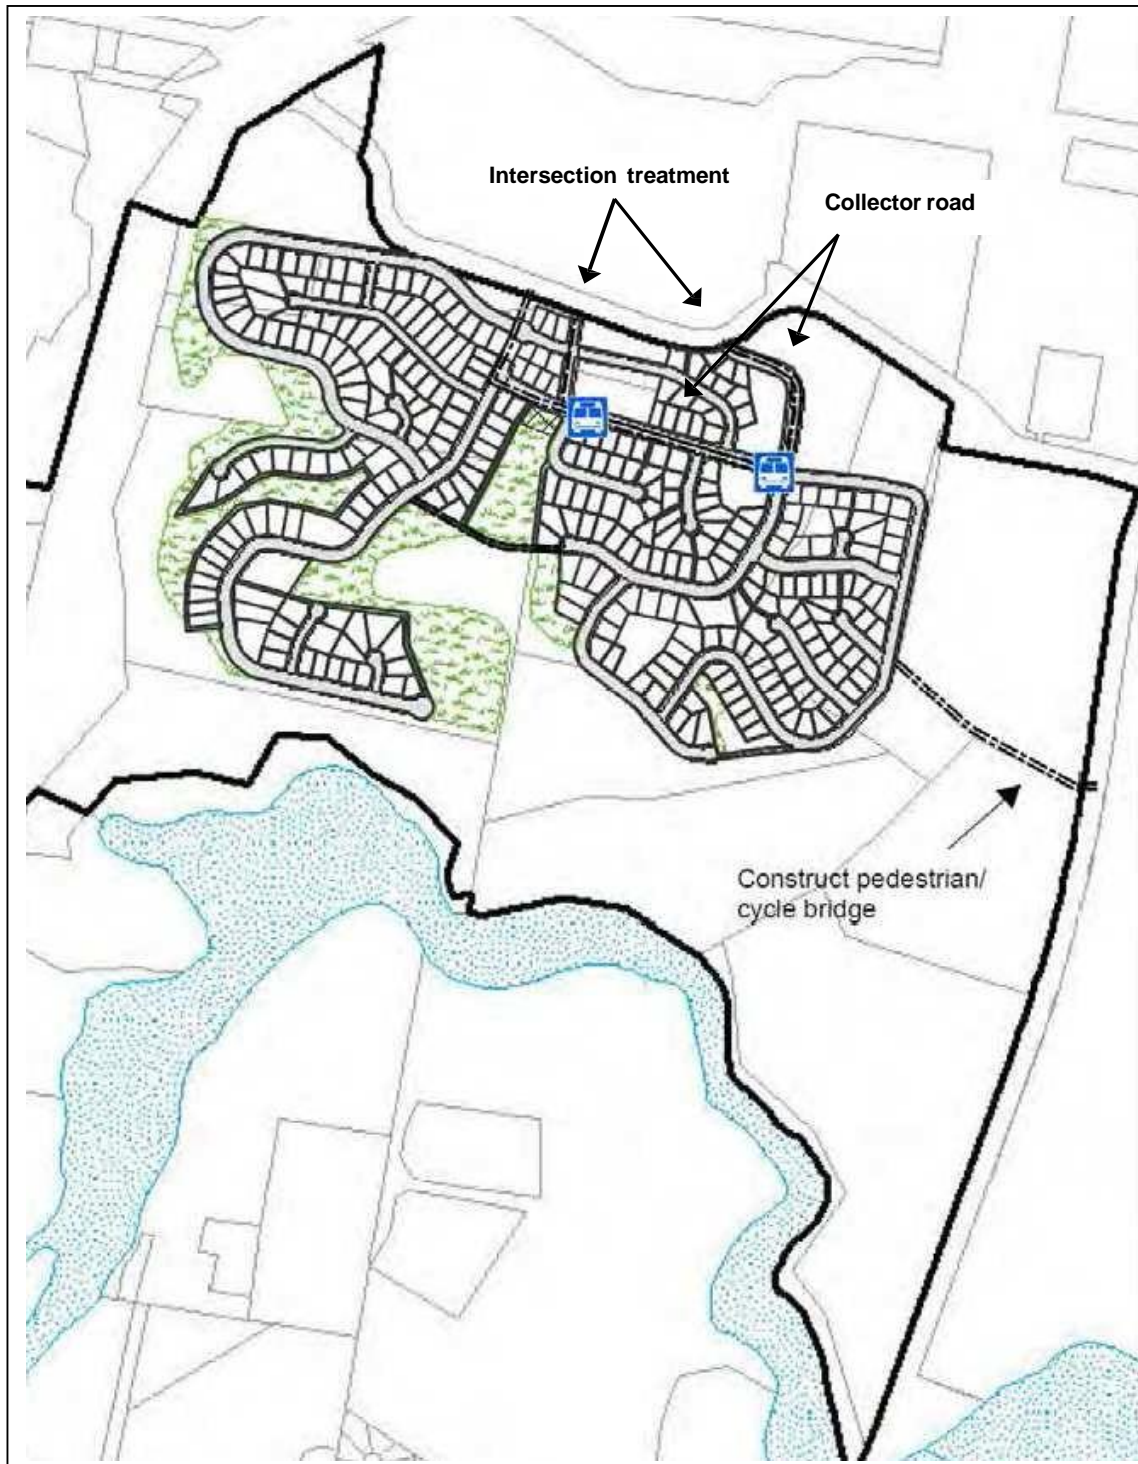 Intersection treatment
Collector road
Construct pedestrian/
cycle bridge